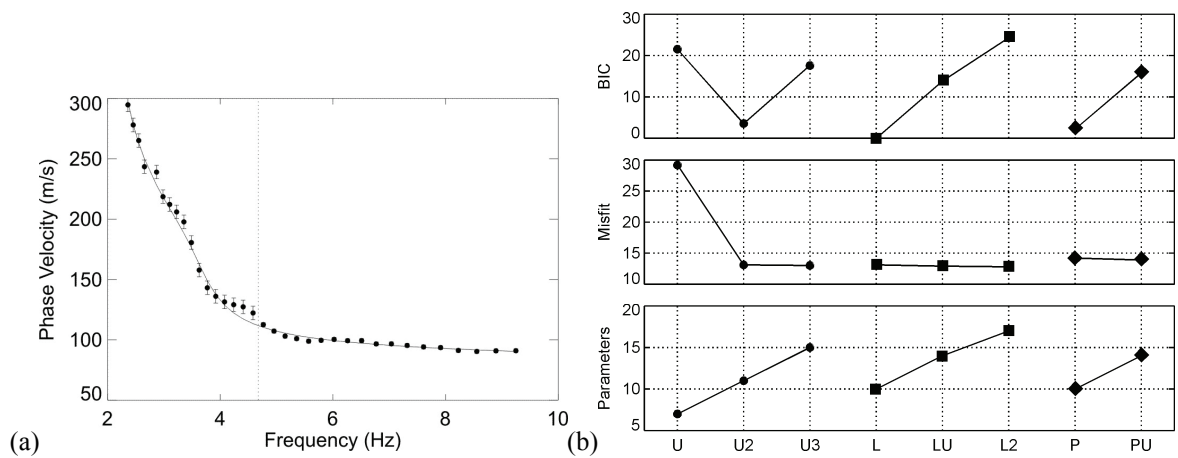 300
250
200
150
100
50
Phase Velocity (m/s)
2
4
6
8
10
Frequency (Hz)
(a)
30
20
10
0
BIC
30
25
20
15
10
Misfit
20
15
10
5
Parameters
U
U2
U3
L
LU
L2
P
PU
(b)